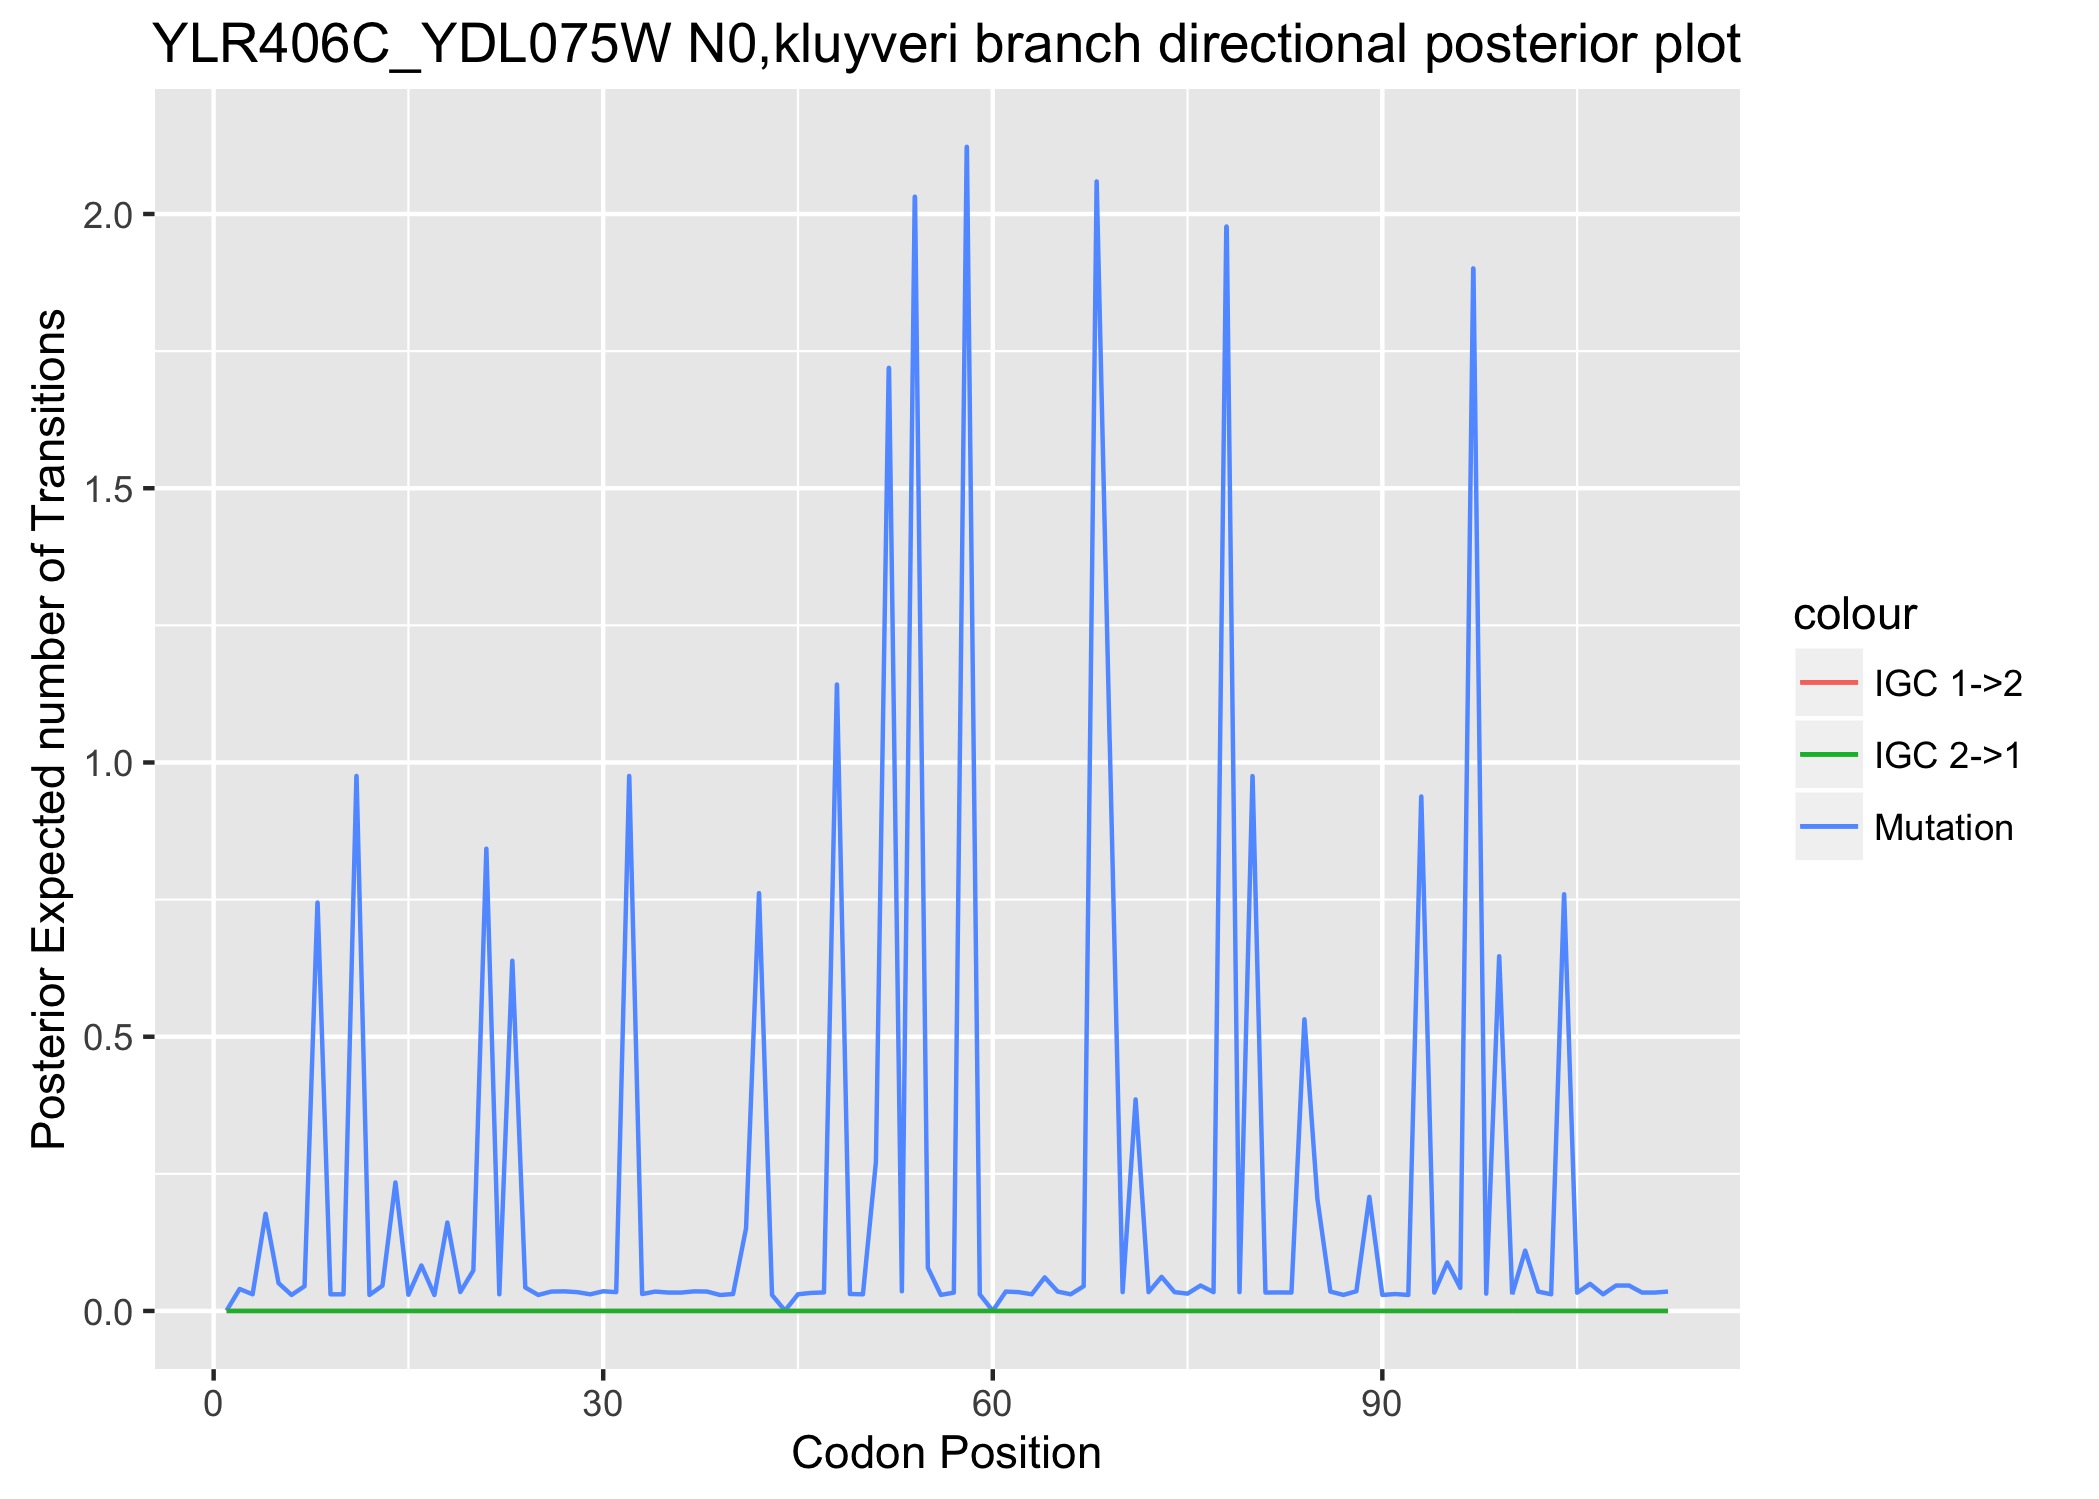 YLR406C_YDL075W N0,kluyveri branch directional posterior plot
Posterior Expected number of Transitions
2.0
1.5
1.0
0.5
0.0
0 30 60 90
Codon Position
colour
IGC 1->2
IGC 2->1
Mutation